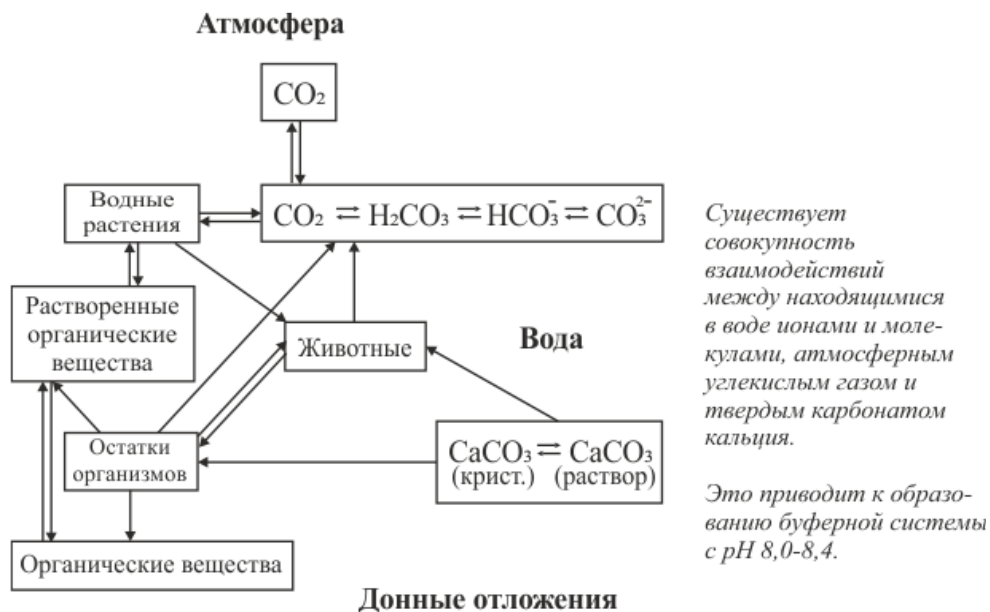 Атмосфера
CO₂
Водные
растения
CO₂ ⇌ H₂CO₃ ⇌ HCO₃⁻ ⇌ CO₃²⁻
Растворенные
органические
вещества
Животные
Вода
Остатки
организмов
CaCO₃ ⇌ CaCO₃
(крист.) (раствор)
Органические вещества
Донные отложения
Существует
совокупность
взаимодействий
между находящимися
в воде ионами и моле-
кулами, атмосферным
углекислым газом и
твердым карбонатом
кальция.
Это приводит к образо-
ванию буферной системы
с pH 8,0-8,4.